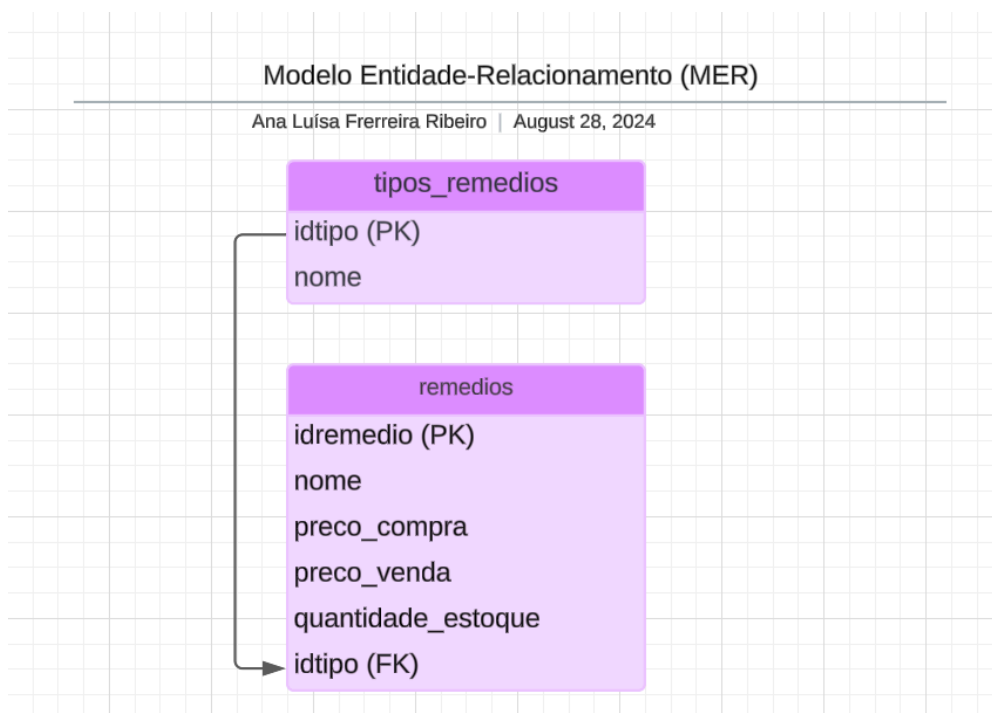 Modelo Entidade-Relacionamento (MER)
Ana Luísa Frerreira Ribeiro | August 28, 2024
tipos_remedios
idtipo (PK)
nome
remedios
idremedio (PK)
nome
preco_compra
preco_venda
quantidade_estoque
idtipo (FK)